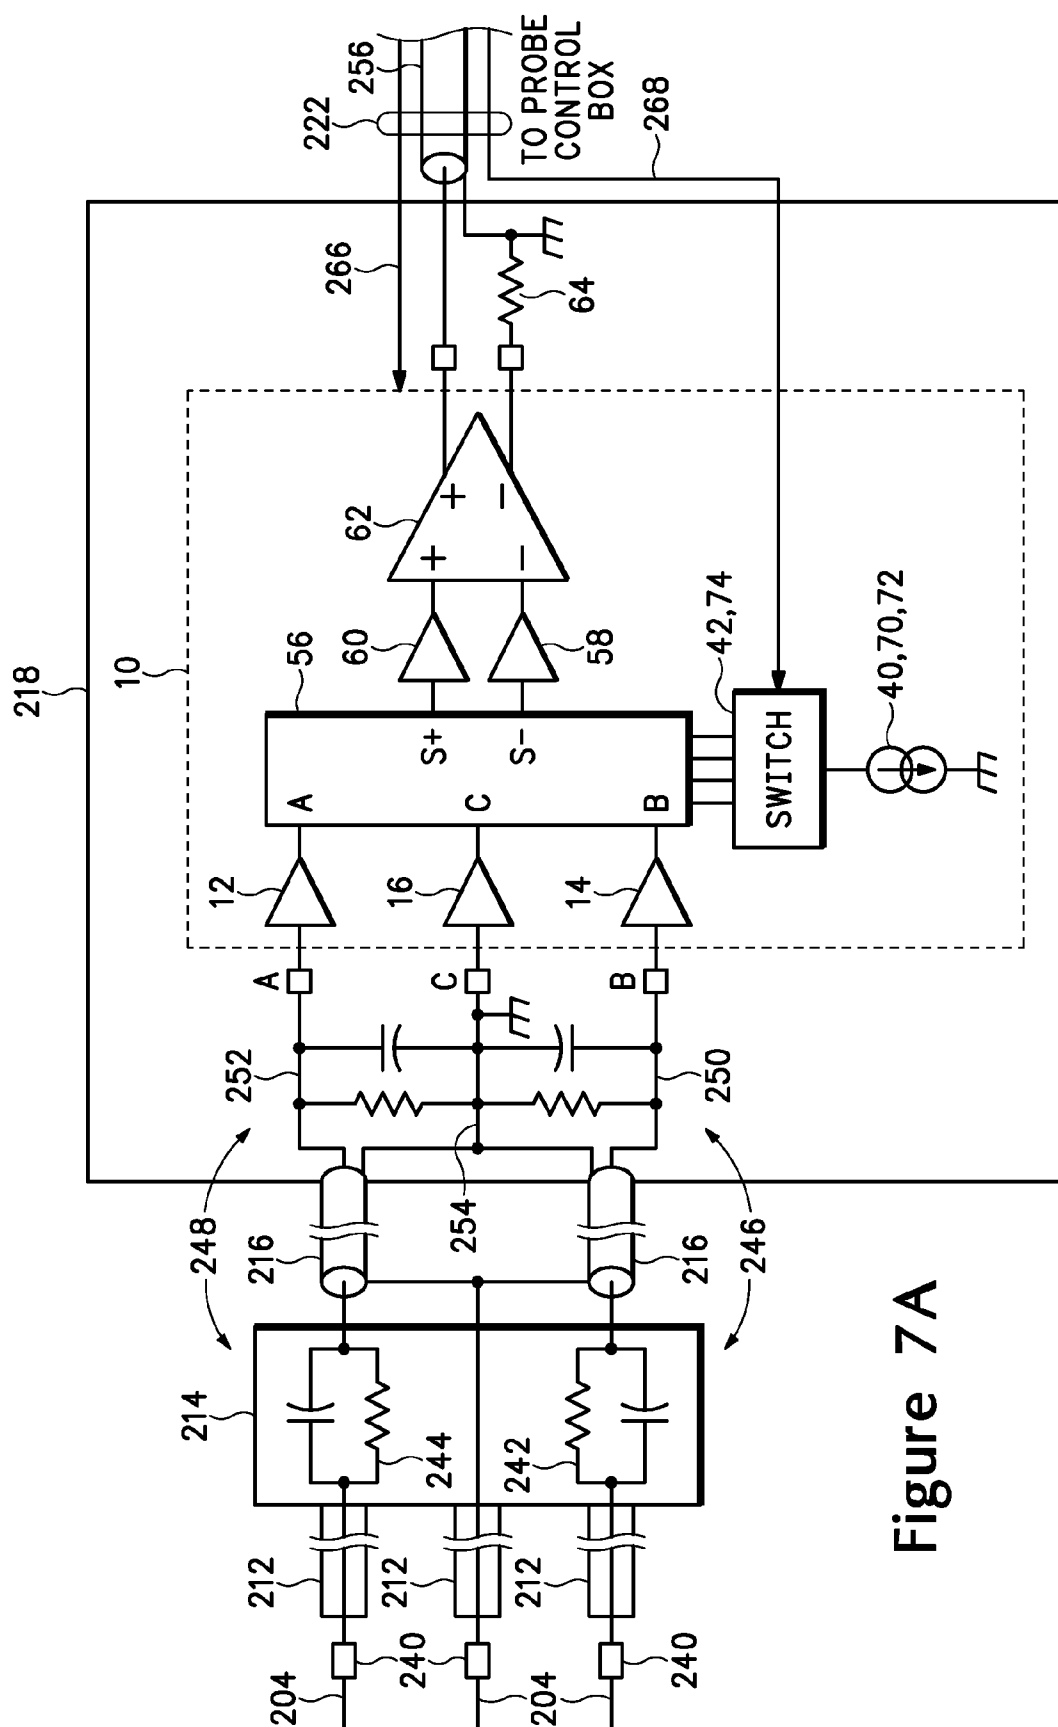 218
10
12
A
16
C
14
B
A
C
B
S+
S−
56
60
58
62
+
−
+
−
SWITCH
42,74
40,70,72
64
266
222
256
TO PROBE
CONTROL
BOX
268
252
250
254
248
246
216
216
214
244
242
212
212
212
240
240
204
204
Figure 7A